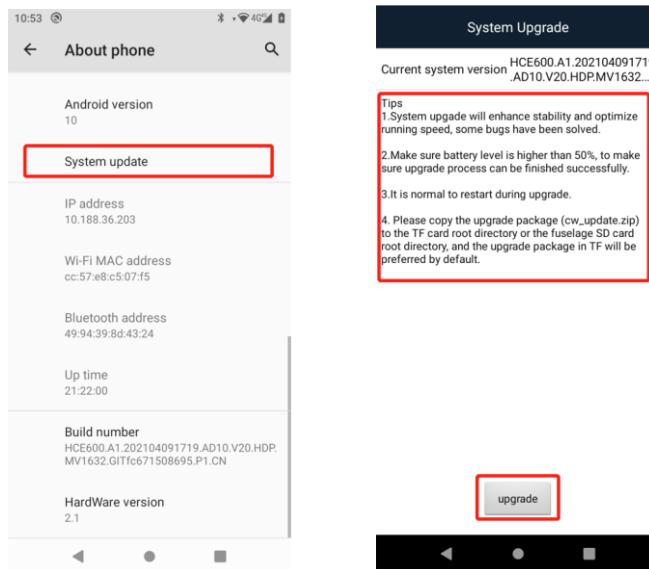 10:53
4G
About phone
Android version
10
System update
IP address
10.188.36.203
Wi-Fi MAC address
cc:57:e8:c5:07:f5
Bluetooth address
49:94:39:8d:43:24
Up time
21:22:00
Build number
HCE600.A1.202104091719.AD10.V20.HDP.
MV1632.GITfc671508695.P1.CN
HardWare version
2.1
System Upgrade
Current system version
HCE600.A1.20210409171
.AD10.V20.HDP.MV1632...
Tips
1.System upgade will enhance stability and optimize
running speed, some bugs have been solved.
2.Make sure battery level is higher than 50%, to make
sure upgrade process can be finished successfully.
3.It is normal to restart during upgrade.
4. Please copy the upgrade package (cw_update.zip)
to the TF card root directory or the fuselage SD card
root directory, and the upgrade package in TF will be
preferred by default.
upgrade